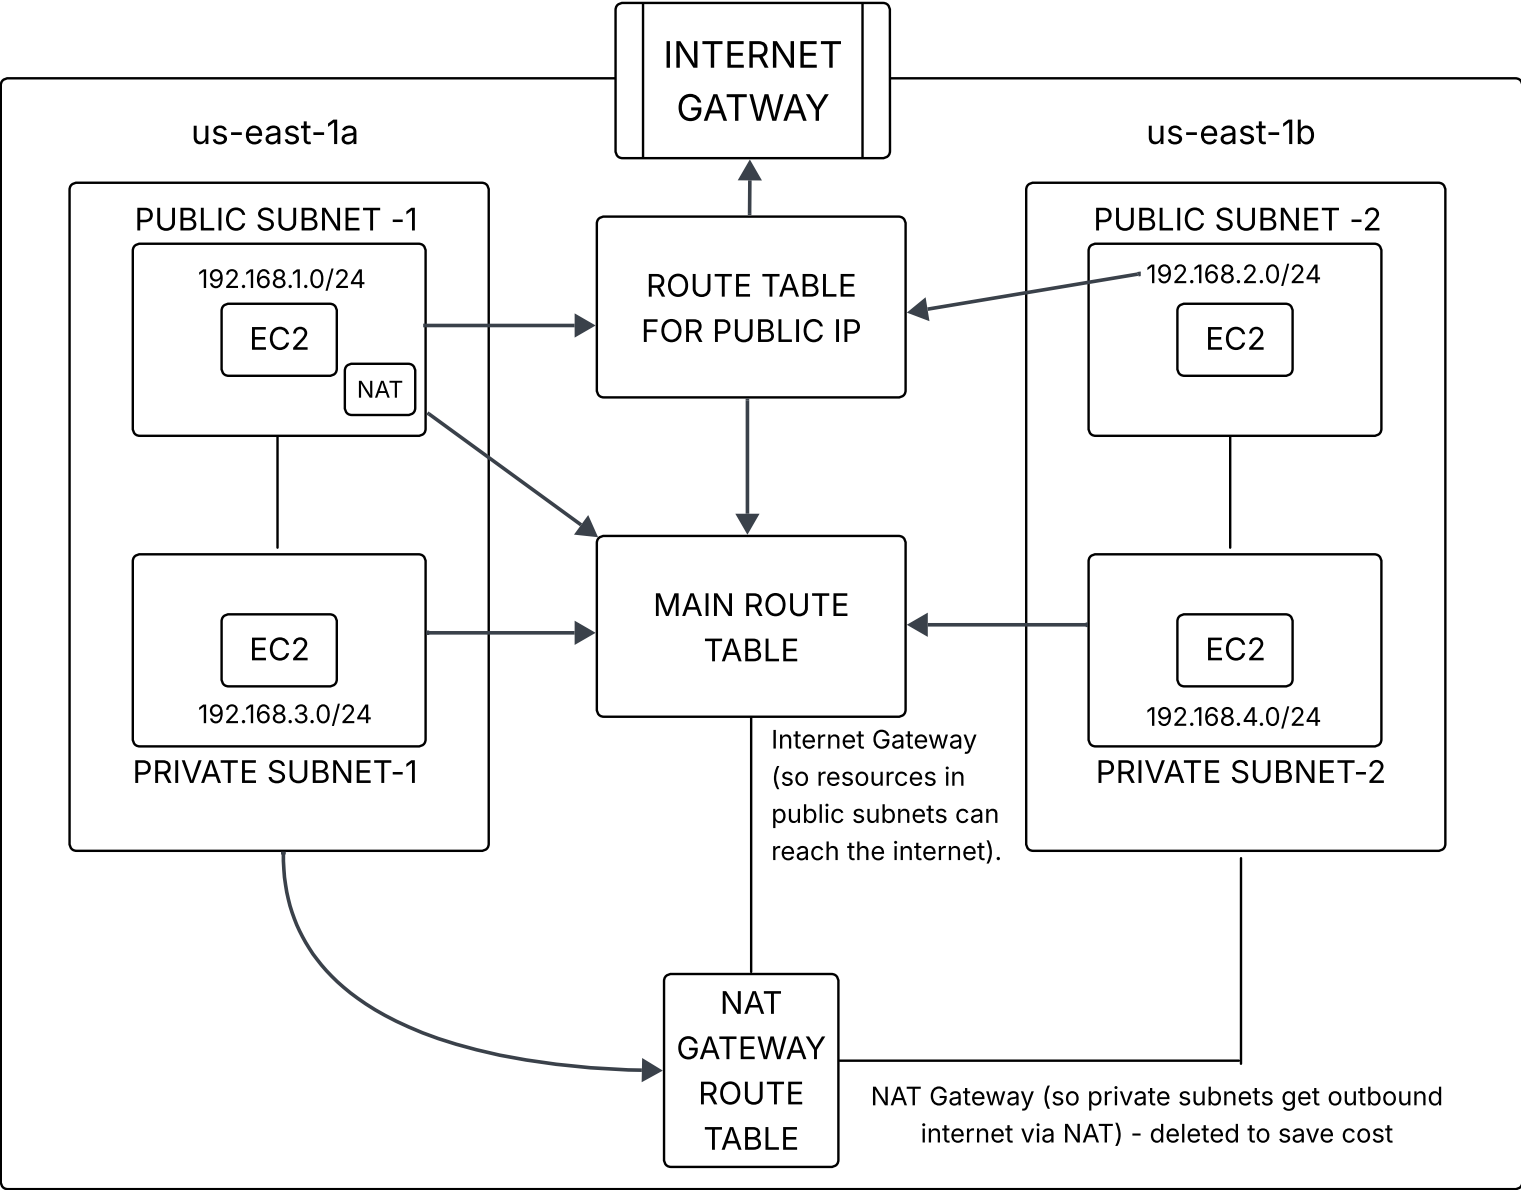 INTERNET
GATWAY
us-east-1a
us-east-1b
PUBLIC SUBNET -1
192.168.1.0/24
EC2
NAT
ROUTE TABLE
FOR PUBLIC IP
PUBLIC SUBNET -2
192.168.2.0/24
EC2
EC2
192.168.3.0/24
PRIVATE SUBNET-1
MAIN ROUTE
TABLE
EC2
192.168.4.0/24
PRIVATE SUBNET-2
Internet Gateway
(so resources in
public subnets can
reach the internet).
NAT
GATEWAY
ROUTE
TABLE
NAT Gateway (so private subnets get outbound
internet via NAT) - deleted to save cost